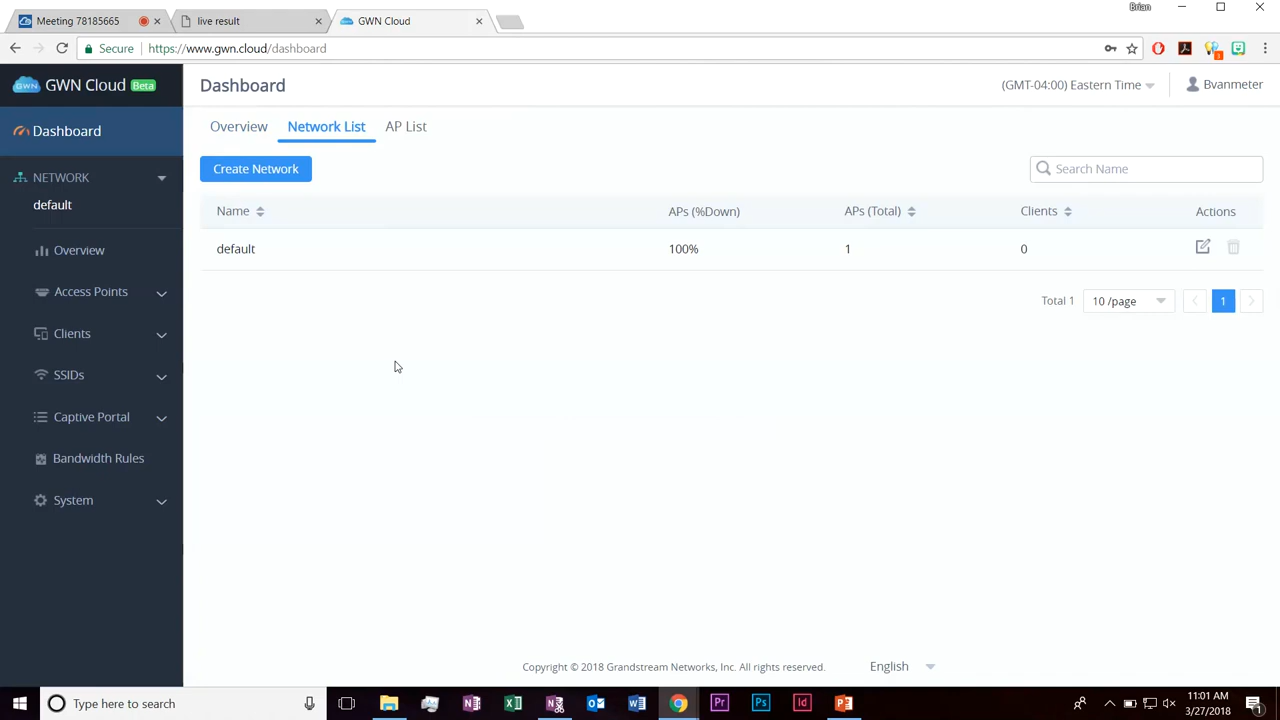 Brian
Meeting 78185665
live result
GWN Cloud
Secure
https://www.gwn.cloud/dashboard
GWN
GWN Cloud Beta
Dashboard
(GMT-04:00) Eastern Time
Bvanmeter
Dashboard
Overview
Network List
AP List
NETWORK
default
Create Network
Search Name
Name
APs (%Down)
APs (Total)
Clients
Actions
default
100%
1
0
Total 1
10 /page
1
Overview
Access Points
Clients
SSIDs
Captive Portal
Bandwidth Rules
System
Copyright © 2018 Grandstream Networks, Inc. All rights reserved.
English
Type here to search
Pr
Ps
Id
11:01 AM
3/27/2018